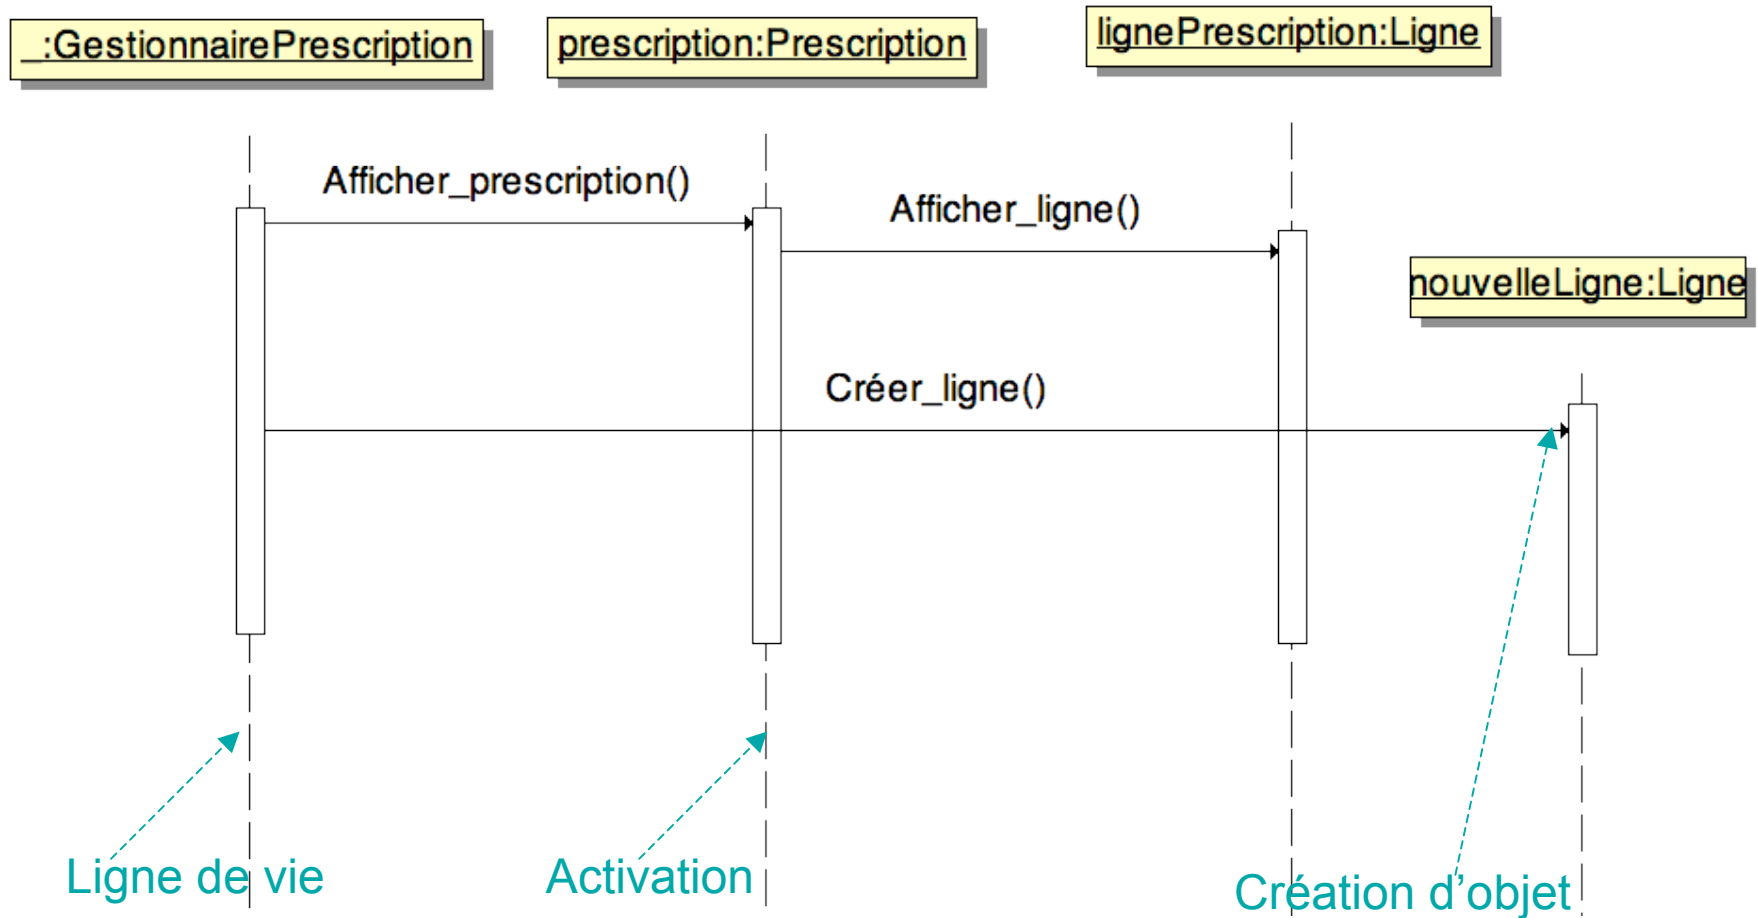 _:GestionnairePrescription
prescription:Prescription
lignePrescription:Ligne
Afficher_prescription()
Afficher_ligne()
nouvelleLigne:Ligne
Créer_ligne()
Ligne de vie
Activation
Création d’objet